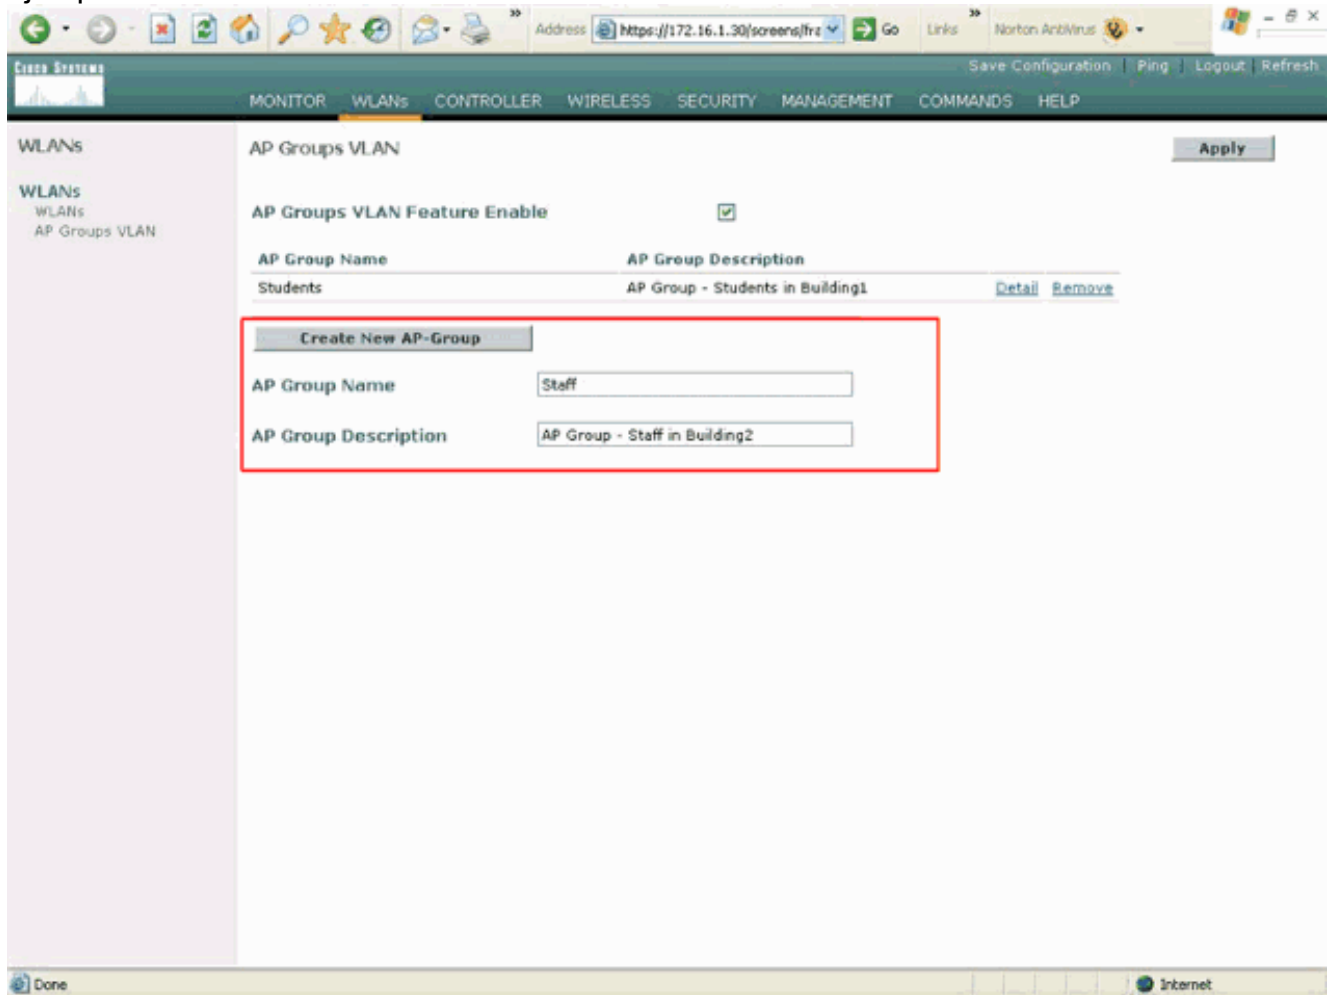 Address https://172.16.1.30/screens/fra Go Links Norton AntiVirus
CISCO SYSTEMS
Save Configuration | Ping | Logout | Refresh
MONITOR WLANs CONTROLLER WIRELESS SECURITY MANAGEMENT COMMANDS HELP
WLANs
AP Groups VLAN
Apply
WLANs
WLANs
AP Groups VLAN
AP Groups VLAN Feature Enable
AP Group Name AP Group Description
Students AP Group - Students in Building1 Detail Remove
Create New AP-Group
AP Group Name Staff
AP Group Description AP Group - Staff in Building2
Done Internet